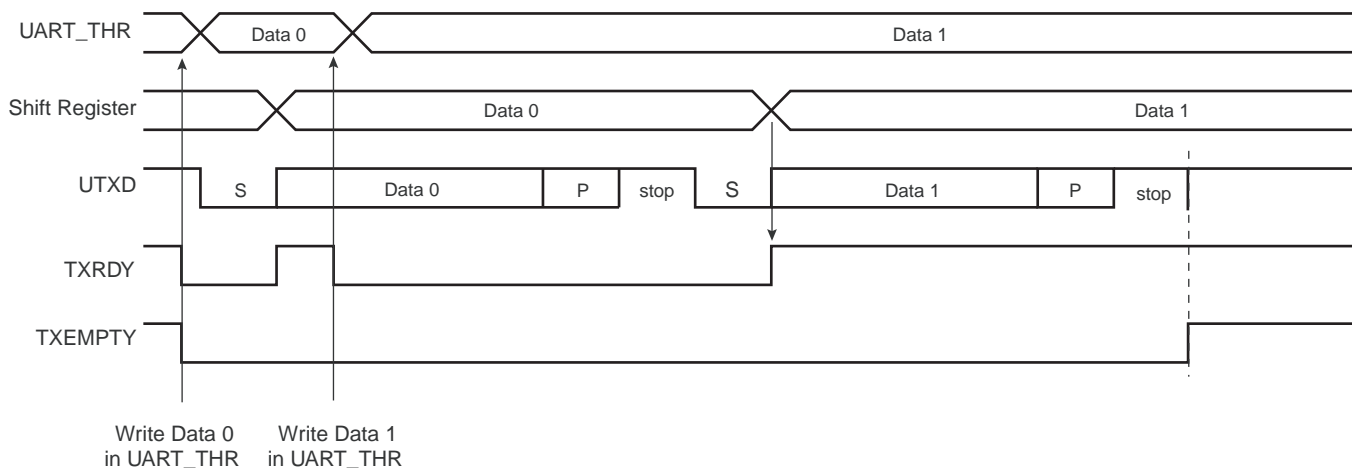 UART_THR
Data 0
Data 1
Shift Register
Data 0
Data 1
UTXD
S
Data 0
P
stop
S
Data 1
P
stop
TXRDY
TXEMPTY
Write Data 0
in UART_THR
Write Data 1
in UART_THR